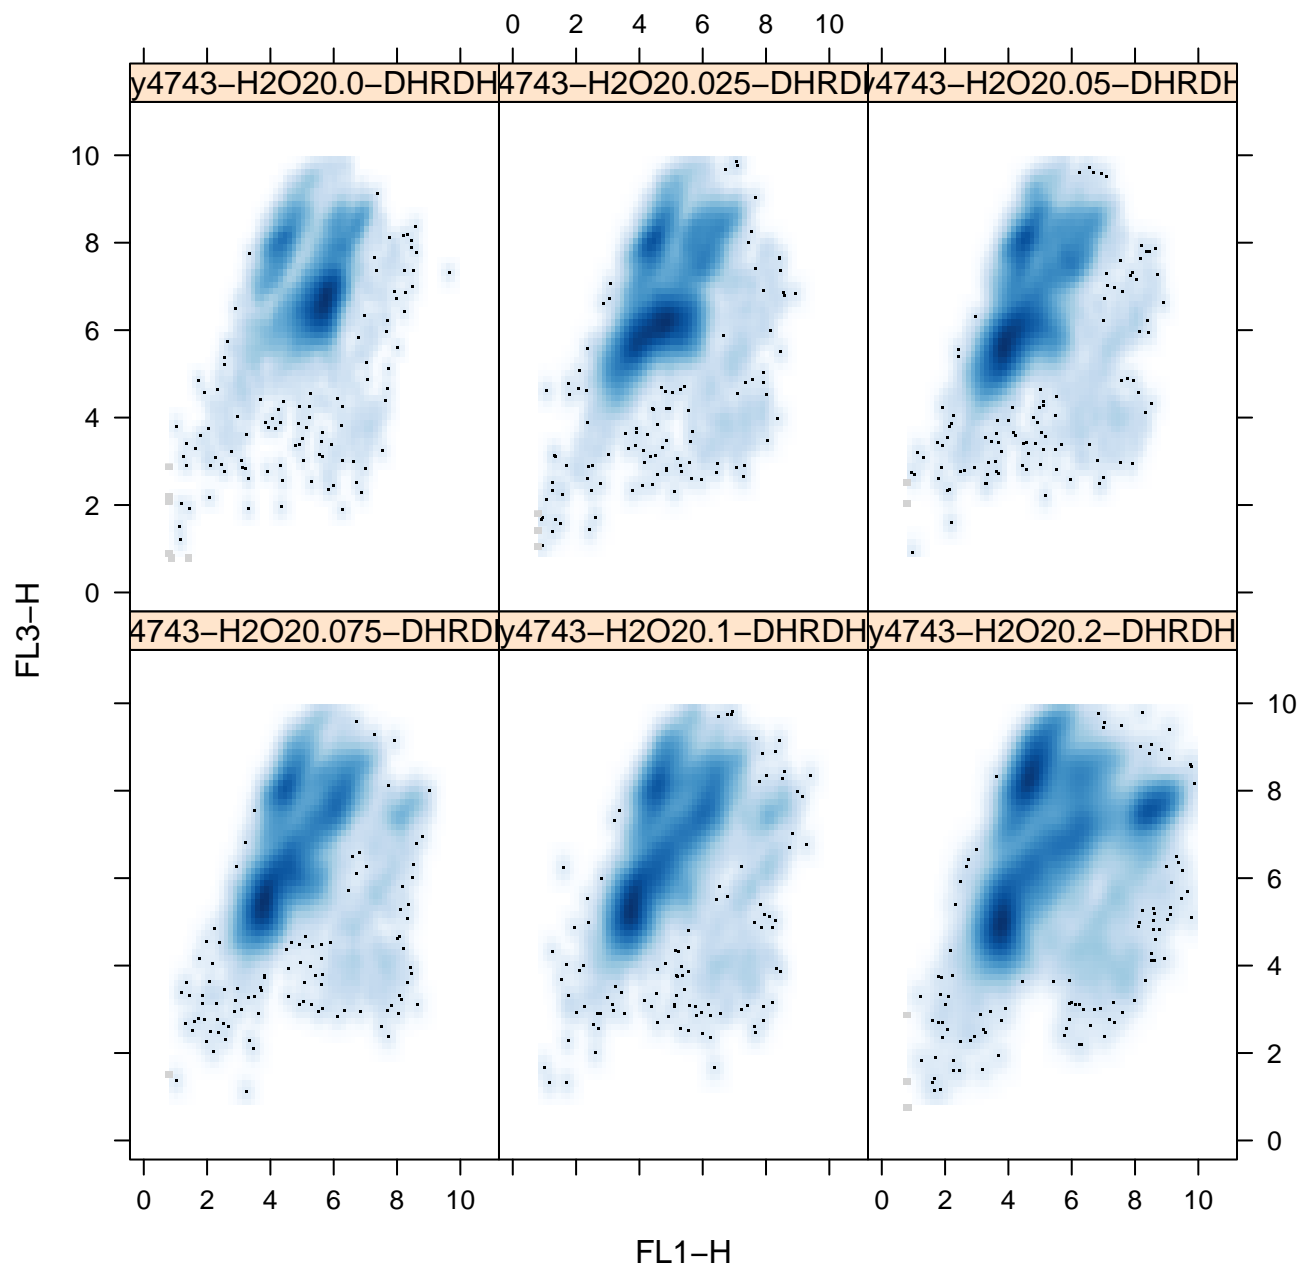 0 2 4 6 8 10
y4743−H2O20.0−DHRDH
4743−H2O20.025−DHRD
y4743−H2O20.05−DHRDH
10
8
6
4
2
0
FL3−H
4743−H2O20.075−DHRD
y4743−H2O20.1−DHRDH
y4743−H2O20.2−DHRDH
10
8
6
4
2
0
0 2 4 6 8 10
0 2 4 6 8 10
FL1−H